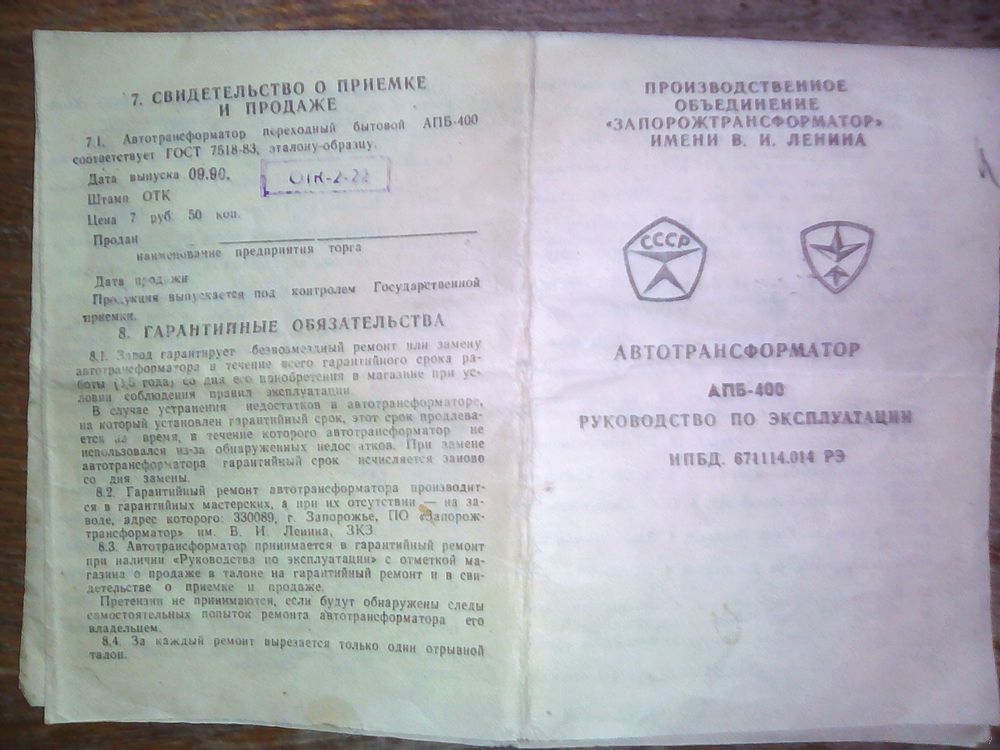 7. СВИДЕТЕЛЬСТВО О ПРИЕМКЕ
И ПРОДАЖЕ
7.1. Автотрансформатор переходный бытовой АПБ-400
соответствует ГОСТ 7518-83, эталону-образцу.
Дата выпуска 09.90.
ОТК-2-22
Штамп ОТК
Цена 7 руб. 50 коп.
Продан
наименование предприятия торга
Дата продажи
Продукция выпускается под контролем Государственной
приемки.
8. ГАРАНТИЙНЫЕ ОБЯЗАТЕЛЬСТВА
8.1. Завод гарантирует безвозмездный ремонт или замену
автотрансформатора в течение всего гарантийного срока ра-
боты (3,5 года) со дня его приобретения в магазине при ус-
ловии соблюдения правил эксплуатации.
В случае устранения недостатков в автотрансформаторе,
на который установлен гарантийный срок, этот срок продлева-
ется на время, в течение которого автотрансформатор не
использовался из-за обнаруженных недостатков. При замене
автотрансформатора гарантийный срок исчисляется заново
со дня замены.
8.2. Гарантийный ремонт автотрансформатора производит-
ся в гарантийных мастерских, а при их отсутствии — на за-
воде, адрес которого: 330089, г. Запорожье, ПО «Запорож-
трансформатор» им. В. И. Ленина, ЗКЗ
8.3. Автотрансформатор принимается в гарантийный ремонт
при наличии «Руководства по эксплуатации» с отметкой ма-
газина о продаже в талоне на гарантийный ремонт и в сви-
детельстве о приемке и продаже.
Претензии не принимаются, если будут обнаружены следы
самостоятельных попыток ремонта автотрансформатора его
владельцем.
8.4. За каждый ремонт вырезается только один отрывной
талон.
ПРОИЗВОДСТВЕННОЕ
ОБЪЕДИНЕНИЕ
«ЗАПОРОЖТРАНСФОРМАТОР»
ИМЕНИ В. И. ЛЕНИНА
СССР
АВТОТРАНСФОРМАТОР
АПБ-400
РУКОВОДСТВО ПО ЭКСПЛУАТАЦИИ
ИПБД. 671114.014 РЭ